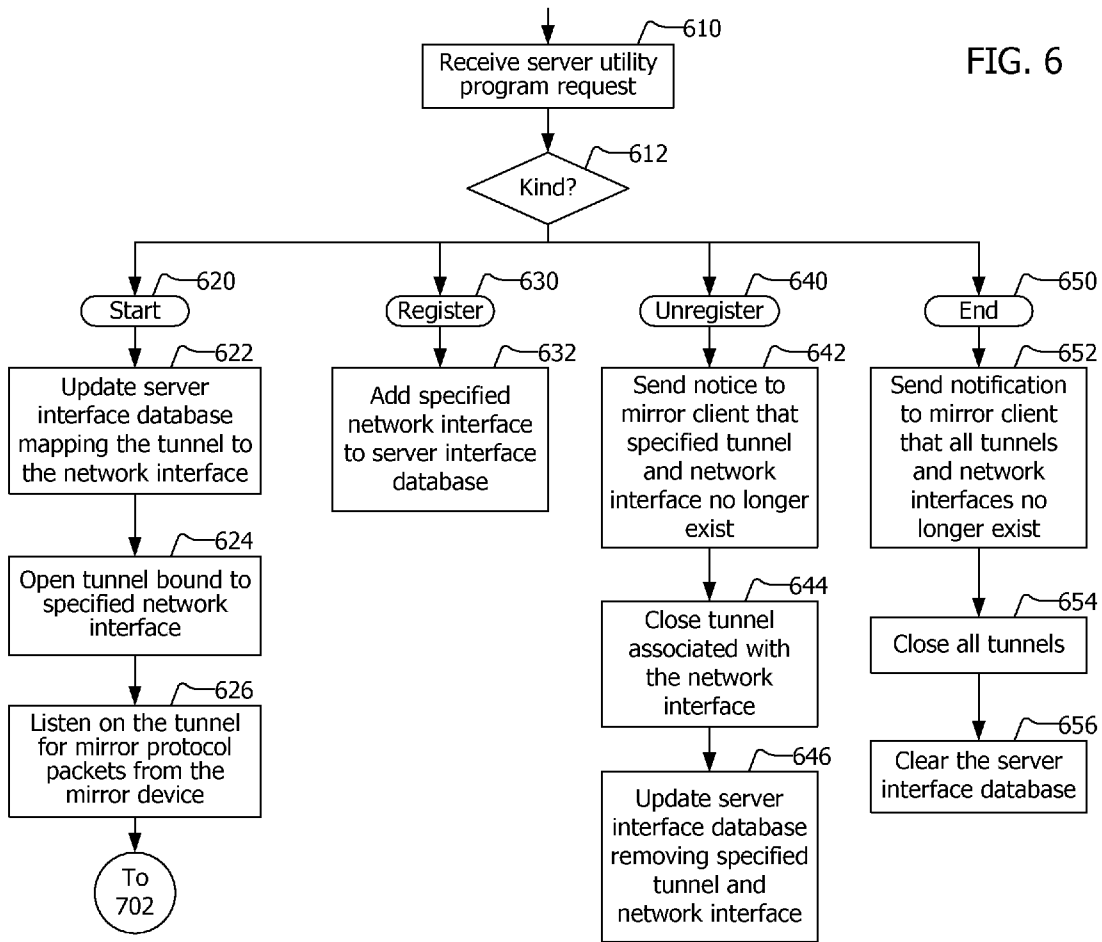 610
FIG. 6
Receive server utility
program request
612
Kind?
620
Start
622
Update server
interface database
mapping the tunnel to
the network interface
624
Open tunnel bound to
specified network
interface
626
Listen on the tunnel
for mirror protocol
packets from the
mirror device
To
702
630
Register
632
Add specified
network interface
to server interface
database
640
Unregister
642
Send notice to
mirror client that
specified tunnel
and network
interface no longer
exist
644
Close tunnel
associated with
the network
interface
646
Update server
interface database
removing specified
tunnel and
network interface
650
End
652
Send notification
to mirror client
that all tunnels
and network
interfaces no
longer exist
654
Close all tunnels
656
Clear the server
interface database